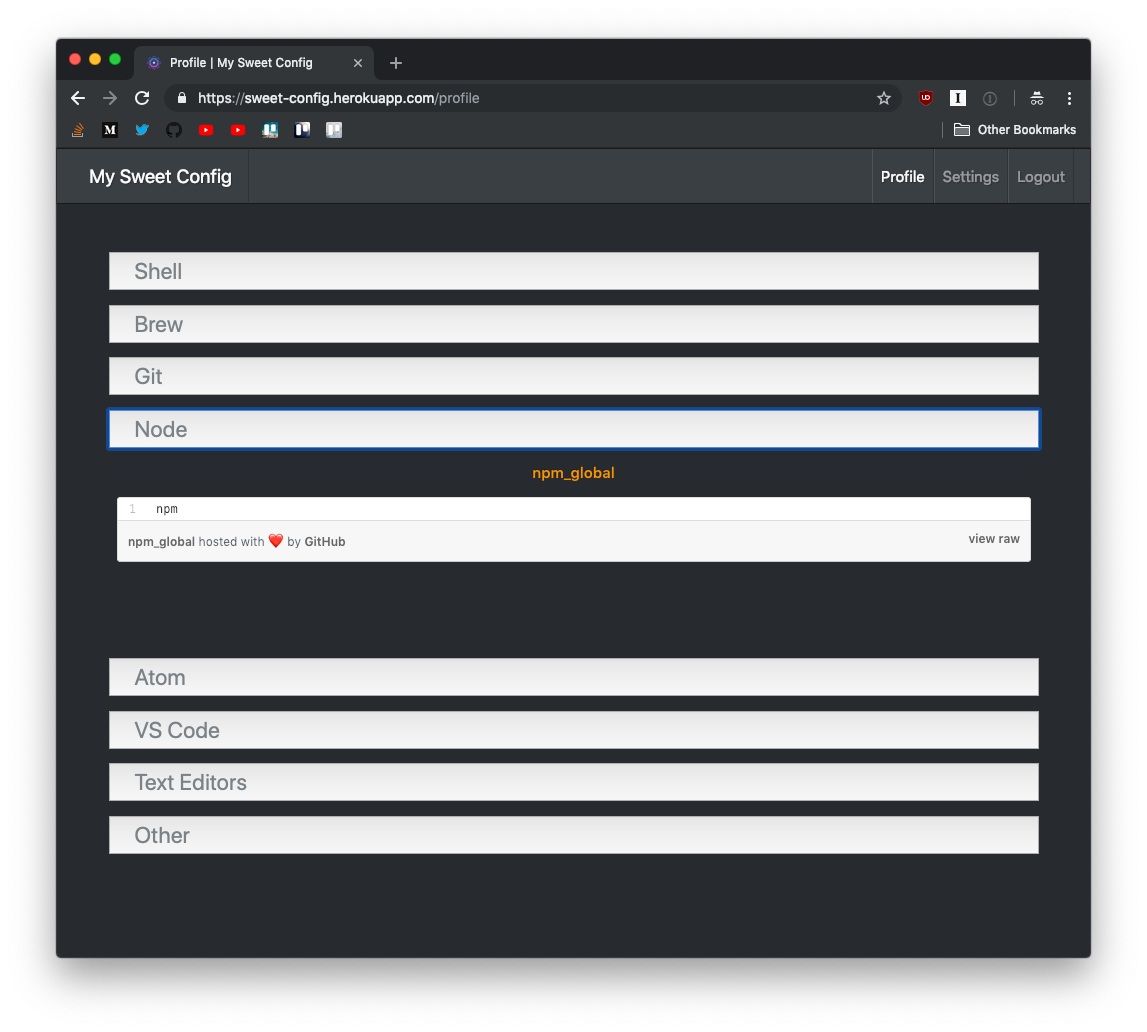 Profile | My Sweet Config
https://sweet-config.herokuapp.com/profile
UD I
M Other Bookmarks
My Sweet Config Profile Settings Logout
Shell
Brew
Git
Node
npm_global
1 npm
npm_global hosted with ❤️ by GitHub view raw
Atom
VS Code
Text Editors
Other